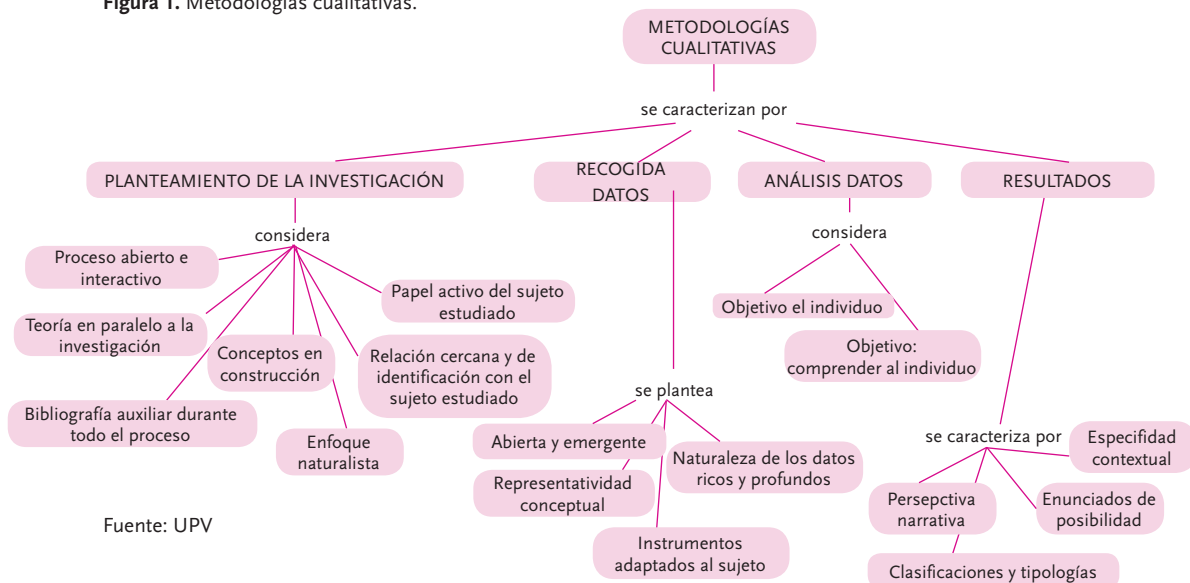 Figura 1. Metodologías cualitativas.
METODOLOGÍAS
CUALITATIVAS
se caracterizan por
PLANTEAMIENTO DE LA INVESTIGACIÓN
RECOGIDA
DATOS
ANÁLISIS DATOS
RESULTADOS
considera
Proceso abierto e
interactivo
Teoría en paralelo a la
investigación
Bibliografía auxiliar durante
todo el proceso
Conceptos en
construcción
Enfoque
naturalista
Relación cercana y de
identificación con el
sujeto estudiado
Papel activo del sujeto
estudiado
se plantea
Abierta y emergente
Representatividad
conceptual
Instrumentos
adaptados al sujeto
Naturaleza de los datos
ricos y profundos
considera
Objetivo el individuo
Objetivo:
comprender al individuo
se caracteriza por
Persepctiva
narrativa
Clasificaciones y tipologías
Enunciados de
posibilidad
Especifidad
contextual
Fuente: UPV